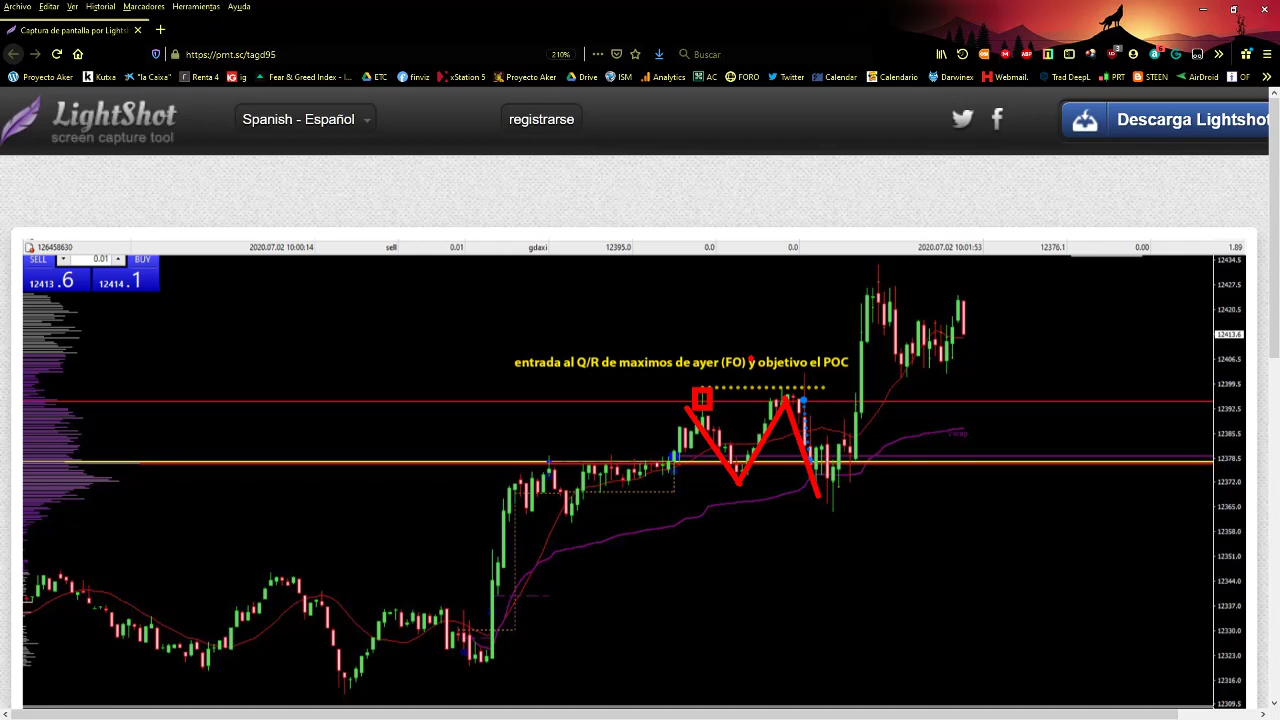 Archivo Editar Ver Historial Marcadores Herramientas Ayuda
Captura de pantalla por Lights
https://prnt.sc/tagd95 210% Buscar
Proyecto Aker Kutxa "la Caixa" Renta 4 ig Fear & Greed Index - I... ETC finviz xStation 5 Proyecto Aker Drive ISM Analytics AC FORO Twitter Calendar Calendario Darwinex Webmail. Trad DeepL PRT STEEN AirDroid OF
LightShot
screen capture tool
Spanish - Español
registrarse
Descarga Lightshot
126458630 2020.07.02 10:00:14 sell 0.01 gdaxi 12395.0 0.0 0.0 2020.07.02 10:01:53 12376.1 0.00 1.89
SELL 0.01 BUY
12413.6 12414.1
entrada al Q/R de maximos de ayer (FO) y objetivo el POC
12434.5
12427.5
12420.5
12413.6
12406.5
12399.5
12392.5
12385.5
12378.5
12372.0
12365.0
12358.0
12351.0
12344.0
12337.0
12330.0
12323.0
12316.0
12309.5